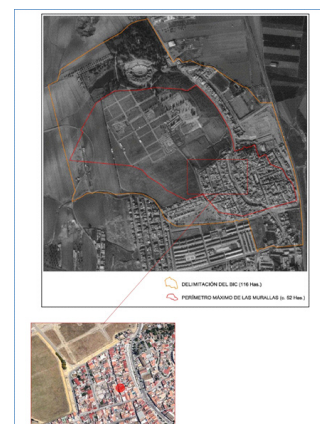 DELIMITACIÓN DEL BIC (116 Has.)
PERÍMETRO MÁXIMO DE LAS MURALLAS (c. 52 Has.)